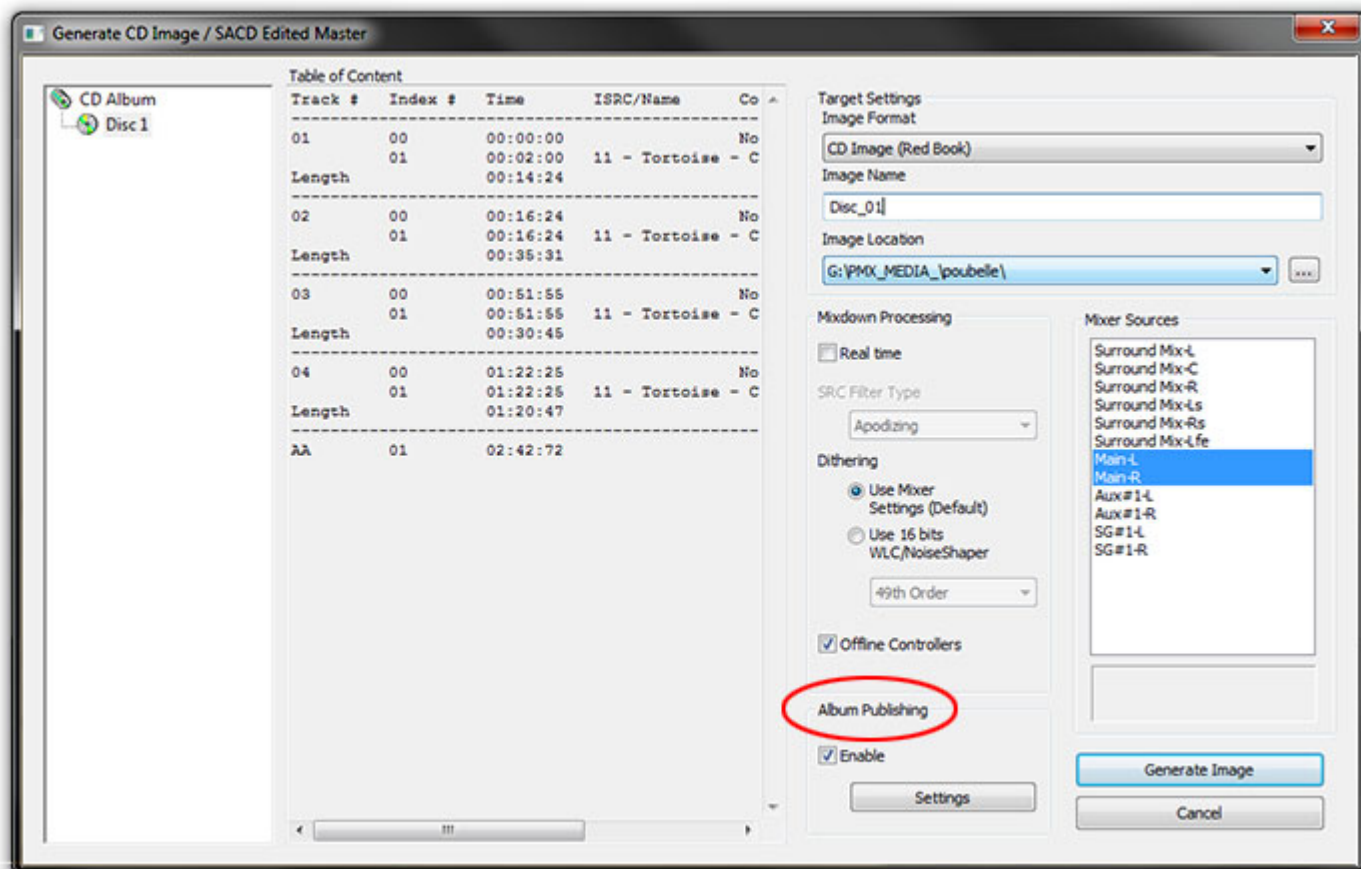 Generate CD Image / SACD Edited Master
CD Album
Disc 1
Table of Content
Track # Index # Time ISRC/Name Co
------------------------------------------------
01 00 00:00:00 No
01 00:02:00 11 - Tortoise - C
Length 00:14:24
------------------------------------------------
02 00 00:16:24 No
01 00:16:24 11 - Tortoise - C
Length 00:35:31
------------------------------------------------
03 00 00:51:55 No
01 00:51:55 11 - Tortoise - C
Length 00:30:45
------------------------------------------------
04 00 01:22:25 No
01 01:22:25 11 - Tortoise - C
Length 01:20:47
------------------------------------------------
AA 01 02:42:72
Target Settings
Image Format
CD Image (Red Book)
Image Name
Disc_01
Image Location
G:\PMX_MEDIA_\poubelle\
...
Mixdown Processing
Real time
SRC Filter Type
Apodizing
Dithering
Use Mixer
Settings (Default)
Use 16 bits
WLC/NoiseShaper
49th Order
Offline Controllers
Album Publishing
Enable
Settings
Mixer Sources
Surround Mix-L
Surround Mix-C
Surround Mix-R
Surround Mix-Ls
Surround Mix-Rs
Surround Mix-Lfe
Main-L
Main-R
Aux#1-L
Aux#1-R
SG#1-L
SG#1-R
Generate Image
Cancel